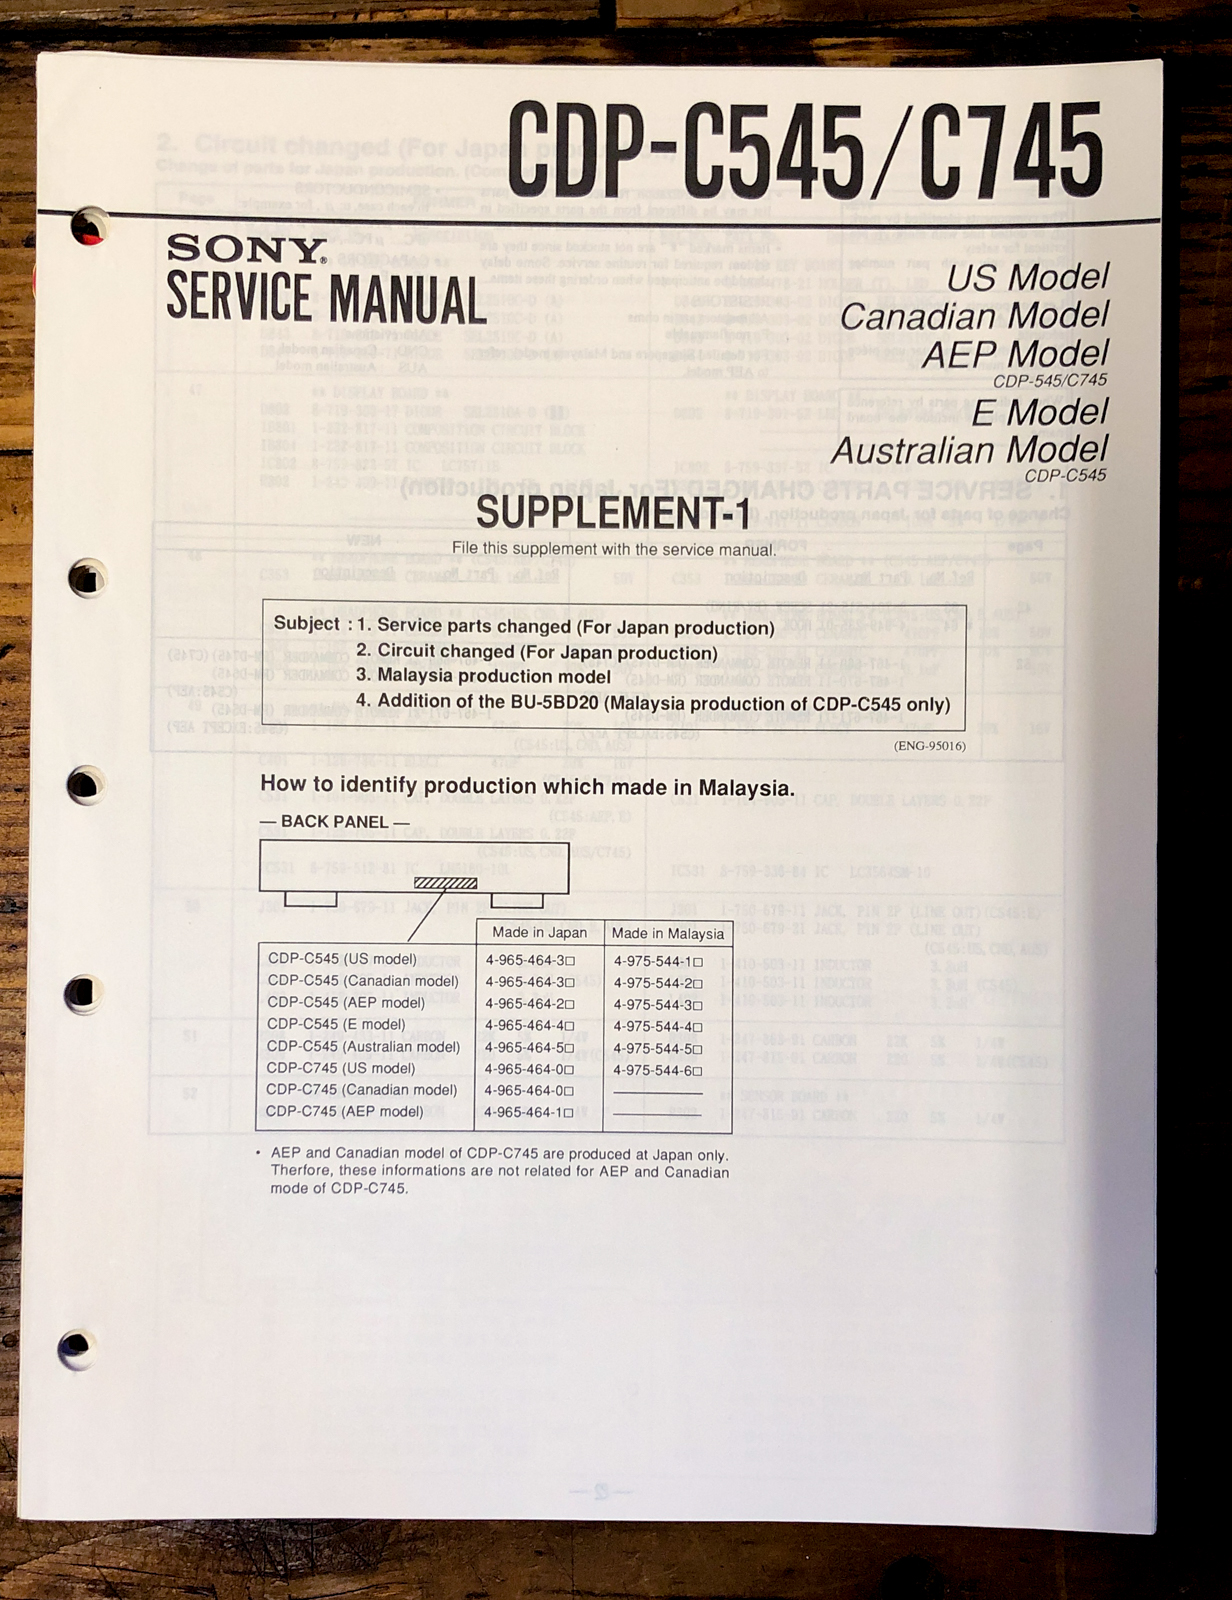 CDP-C545/C745
SONY®
SERVICE MANUAL
US Model
Canadian Model
AEP Model
CDP-545/C745
E Model
Australian Model
CDP-C545
SUPPLEMENT-1
File this supplement with the service manual.
Subject : 1. Service parts changed (For Japan production)
2. Circuit changed (For Japan production)
3. Malaysia production model
4. Addition of the BU-5BD20 (Malaysia production of CDP-C545 only)
(ENG-95016)
How to identify production which made in Malaysia.
— BACK PANEL —
Made in Japan Made in Malaysia
CDP-C545 (US model) 4-965-464-3□ 4-975-544-1□
CDP-C545 (Canadian model) 4-965-464-3□ 4-975-544-2□
CDP-C545 (AEP model) 4-965-464-2□ 4-975-544-3□
CDP-C545 (E model) 4-965-464-4□ 4-975-544-4□
CDP-C545 (Australian model) 4-965-464-5□ 4-975-544-5□
CDP-C745 (US model) 4-965-464-0□ 4-975-544-6□
CDP-C745 (Canadian model) 4-965-464-0□ ————
CDP-C745 (AEP model) 4-965-464-1□ ————
• AEP and Canadian model of CDP-C745 are produced at Japan only.
Therfore, these informations are not related for AEP and Canadian
mode of CDP-C745.